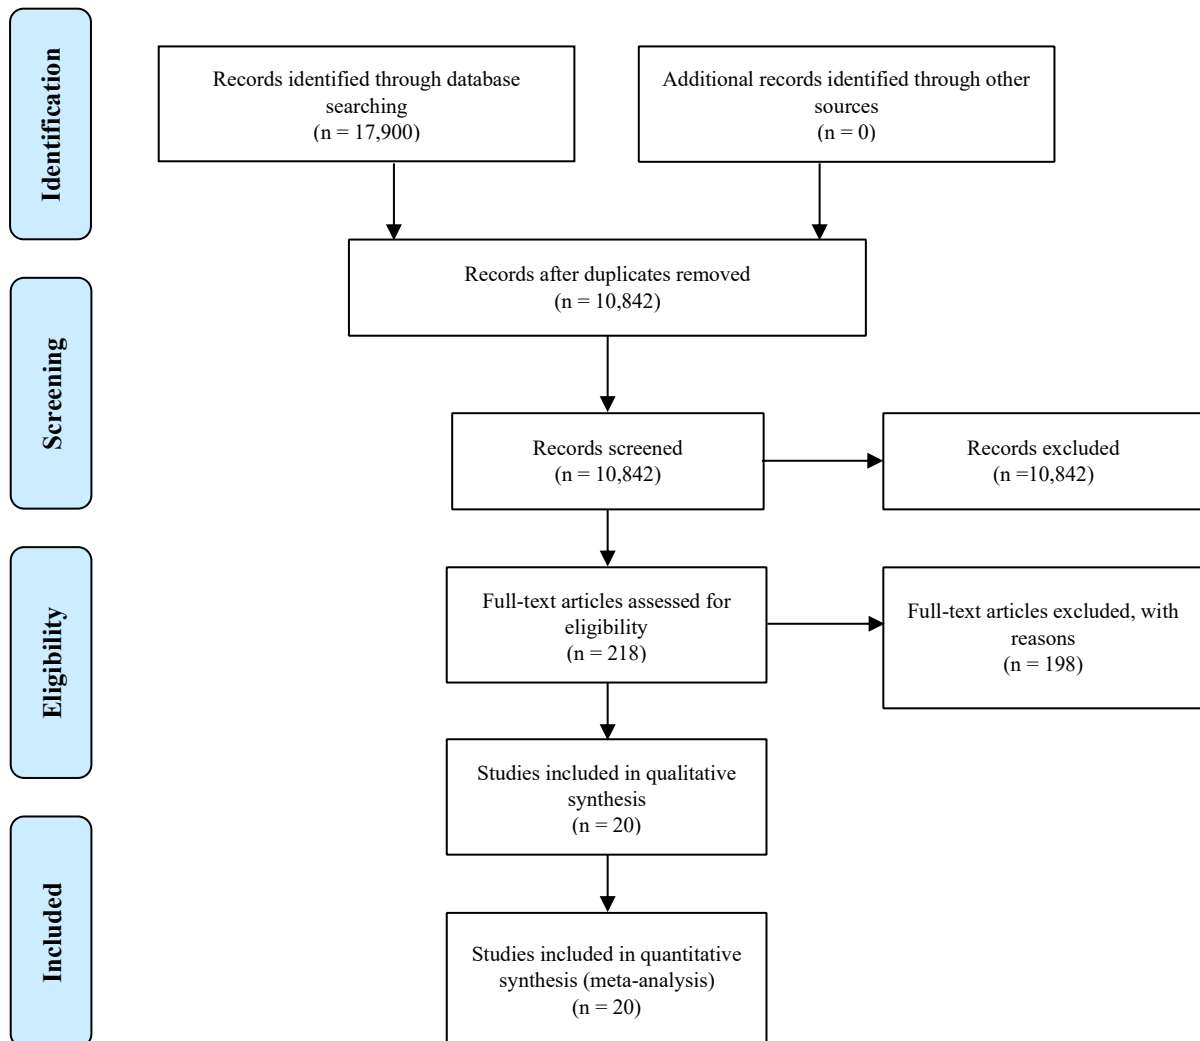 Identification
Records identified through database
searching
(n = 17,900)
Additional records identified through other
sources
(n = 0)
Records after duplicates removed
(n = 10,842)
Screening
Records screened
(n = 10,842)
Records excluded
(n =10,842)
Eligibility
Full-text articles assessed for
eligibility
(n = 218)
Full-text articles excluded, with
reasons
(n = 198)
Studies included in qualitative
synthesis
(n = 20)
Included
Studies included in quantitative
synthesis (meta-analysis)
(n = 20)